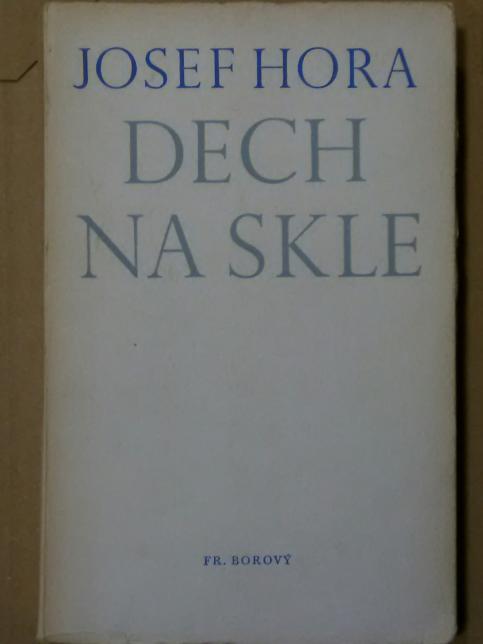 JOSEF HORA
DECH
NA SKLE
FR. BOROVÝ